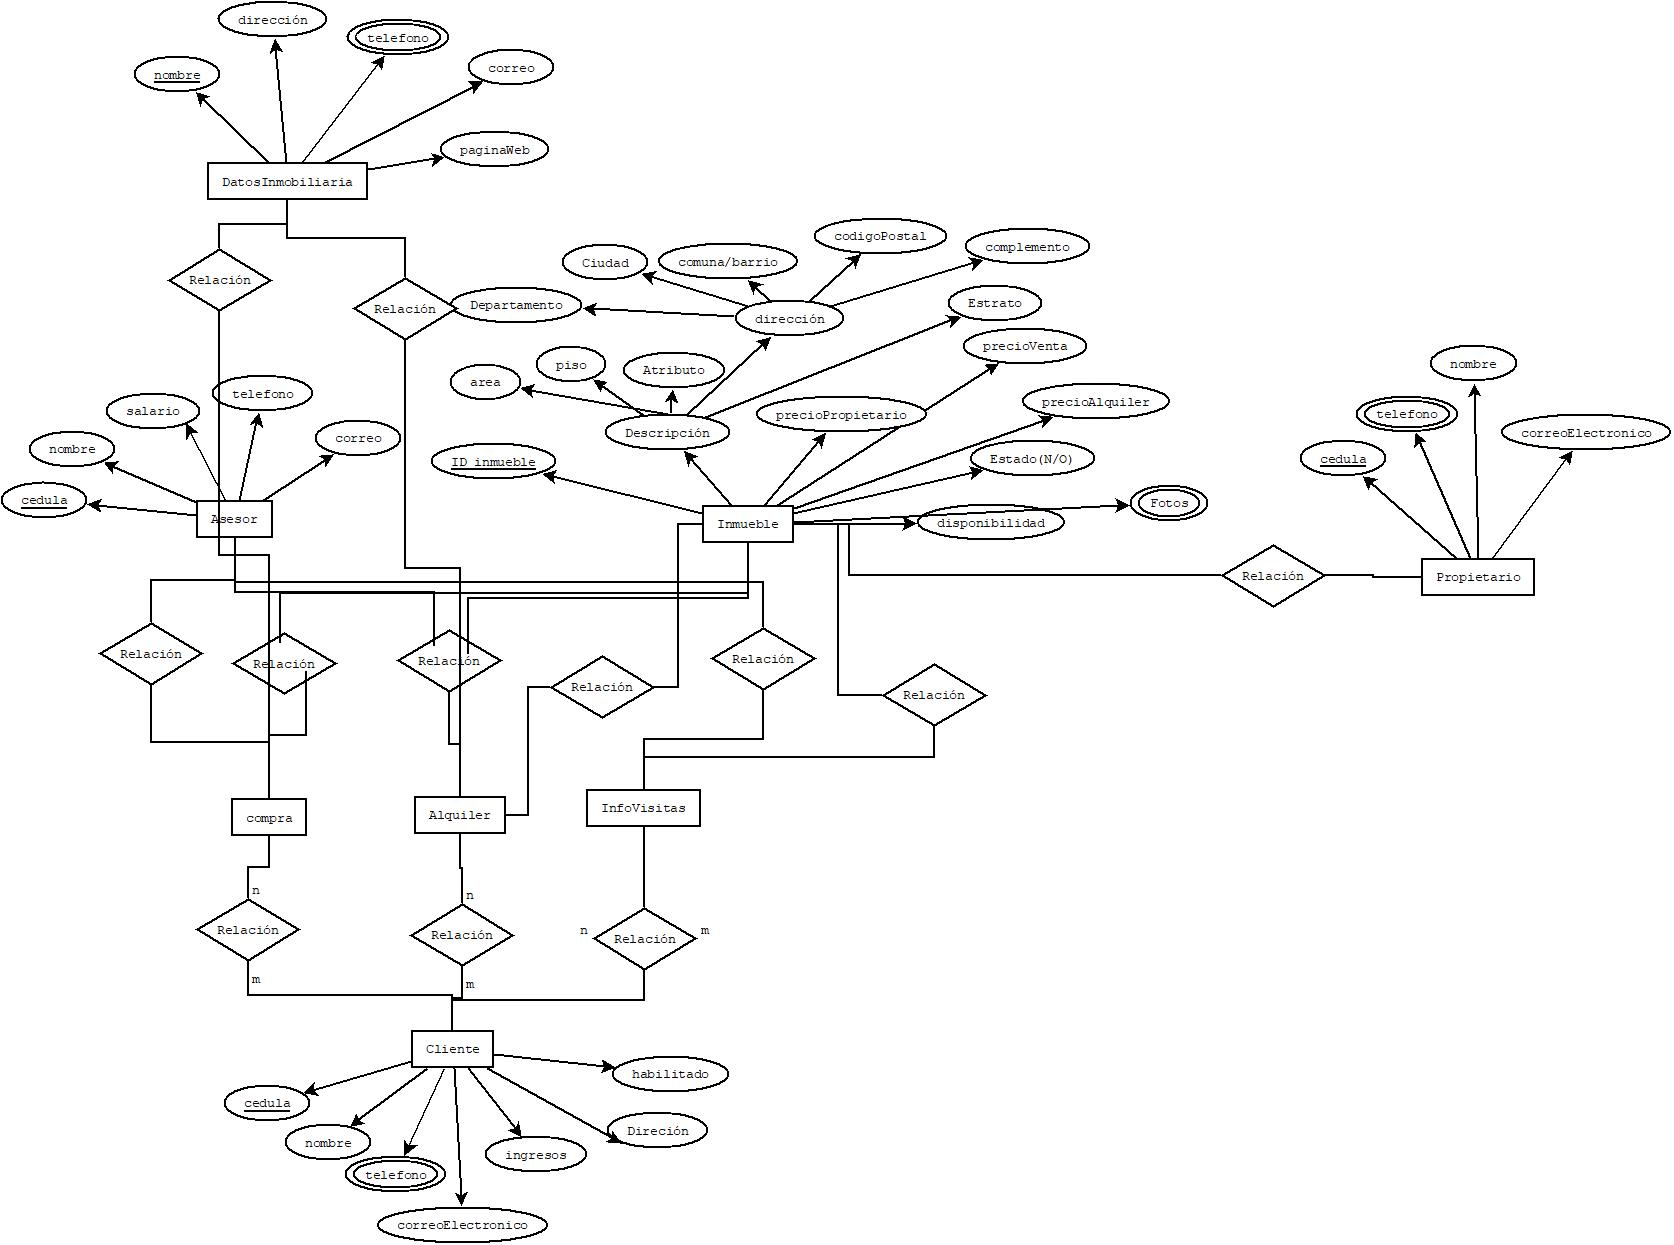 dirección
telefono
nombre
correo
paginaWeb
DatosInmobiliaria
codigoPostal
complemento
Ciudad
comuna/barrio
Relación
Departamento
Relación
dirección
Estrato
precioVenta
piso
Atributo
area
nombre
salario
telefono
precioPropietario
precioAlquiler
telefono
correo
Descripción
correoElectronico
nombre
ID inmueble
Estado(N/O)
cedula
cedula
Fotos
Asesor
Inmueble
disponibilidad
Relación
Propietario
Relación
Relación
Relación
Relación
Relación
Relación
compra
Alquiler
InfoVisitas
n
n
Relación
Relación
n
Relación
m
m
m
Cliente
habilitado
cedula
Direción
nombre
ingresos
telefono
correoElectronico